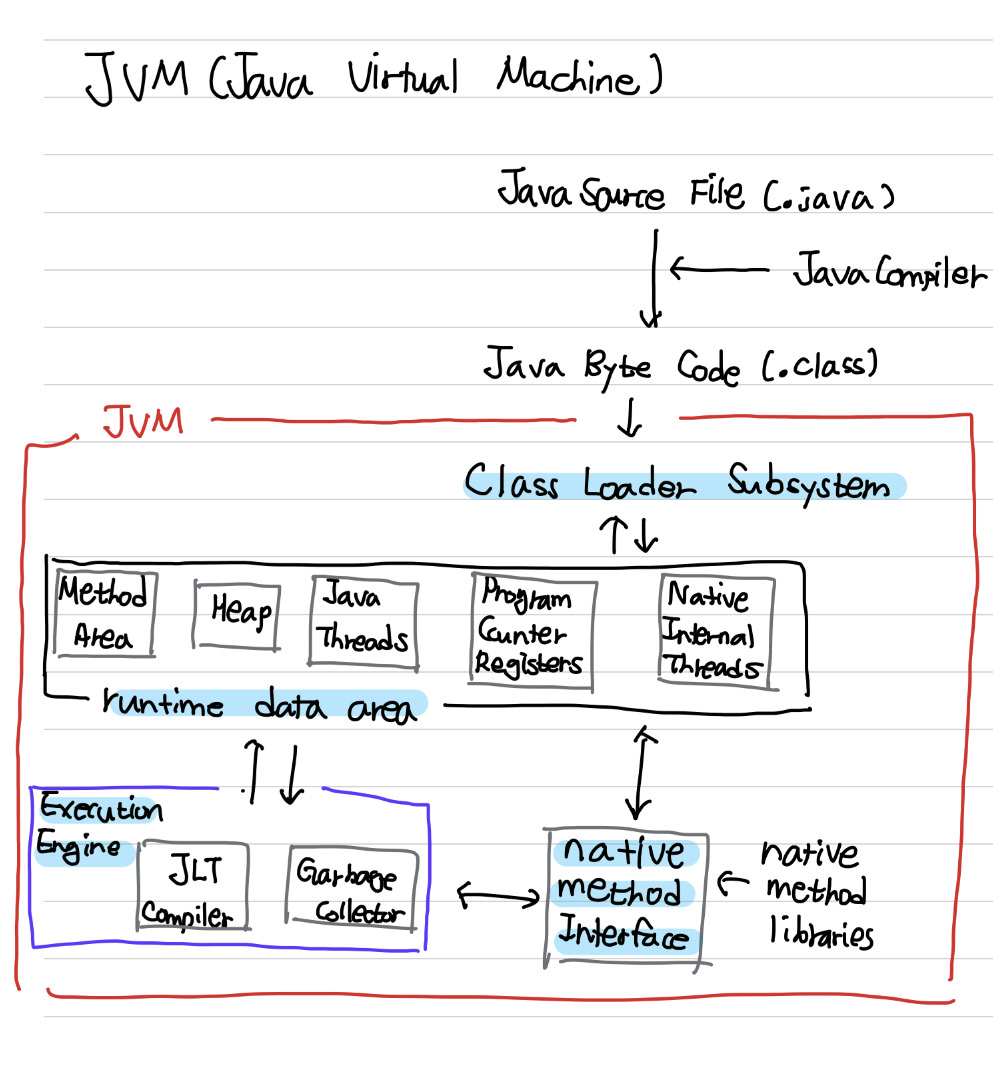 JVM (Java Virtual Machine)
Java Source File (.java)
Java Compiler
Java Byte Code (.class)
JVM
Class Loader Subsystem
Method
Area
Heap
Java
Threads
Program
Counter
Registers
Native
Internal
Threads
runtime data area
Execution
Engine
JLT
Compiler
Garbage
Collector
native
method
Interface
native
method
libraries